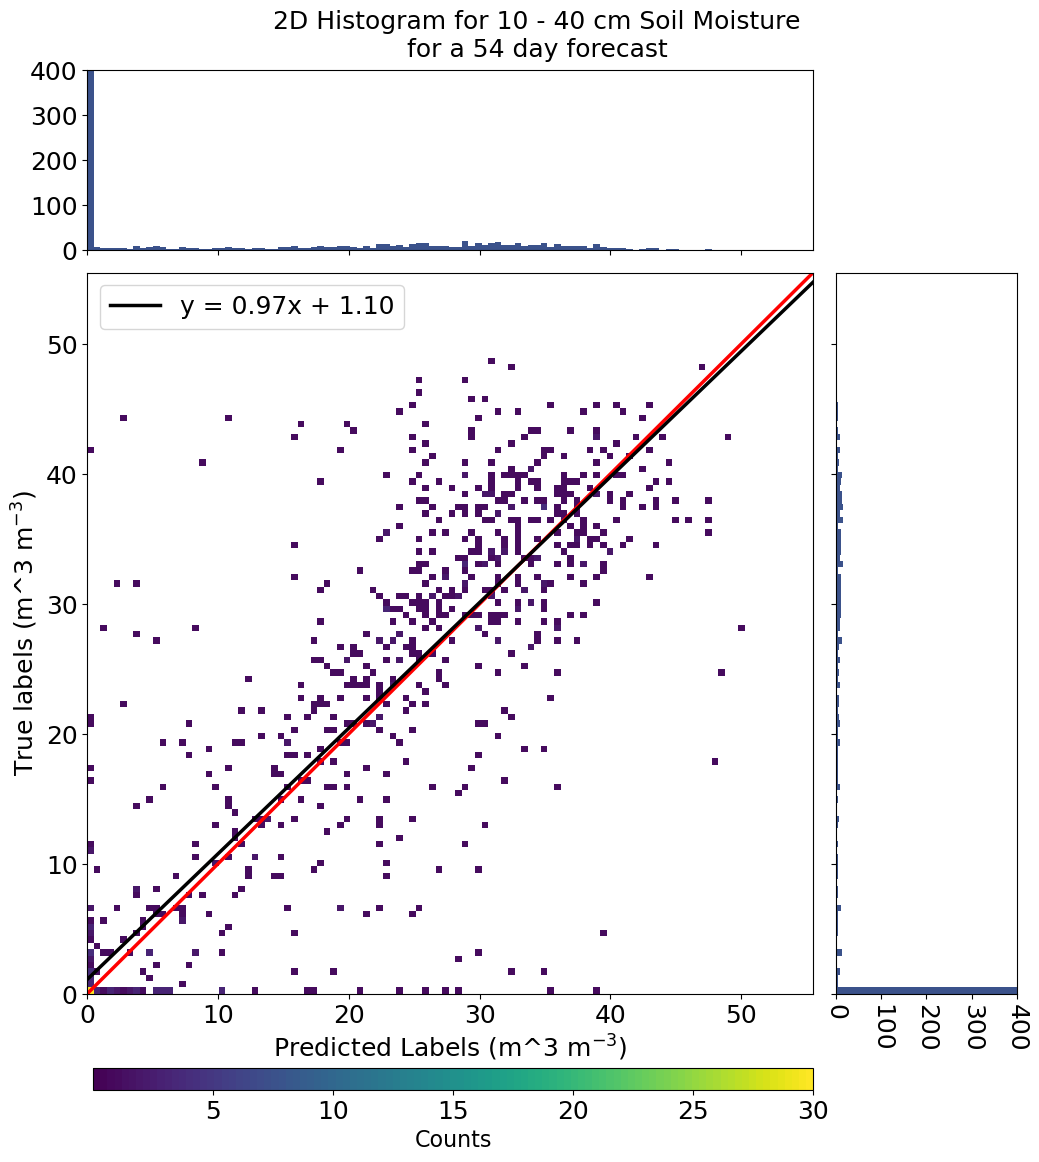 2D Histogram for 10 - 40 cm Soil Moisture
for a 54 day forecast
400
300
200
100
0
y = 0.97x + 1.10
50
40
30
20
10
0
True labels (m^3 m⁻³)
0 10 20 30 40 50
Predicted Labels (m^3 m⁻³)
0 100 200 300 400
5 10 15 20 25 30
Counts